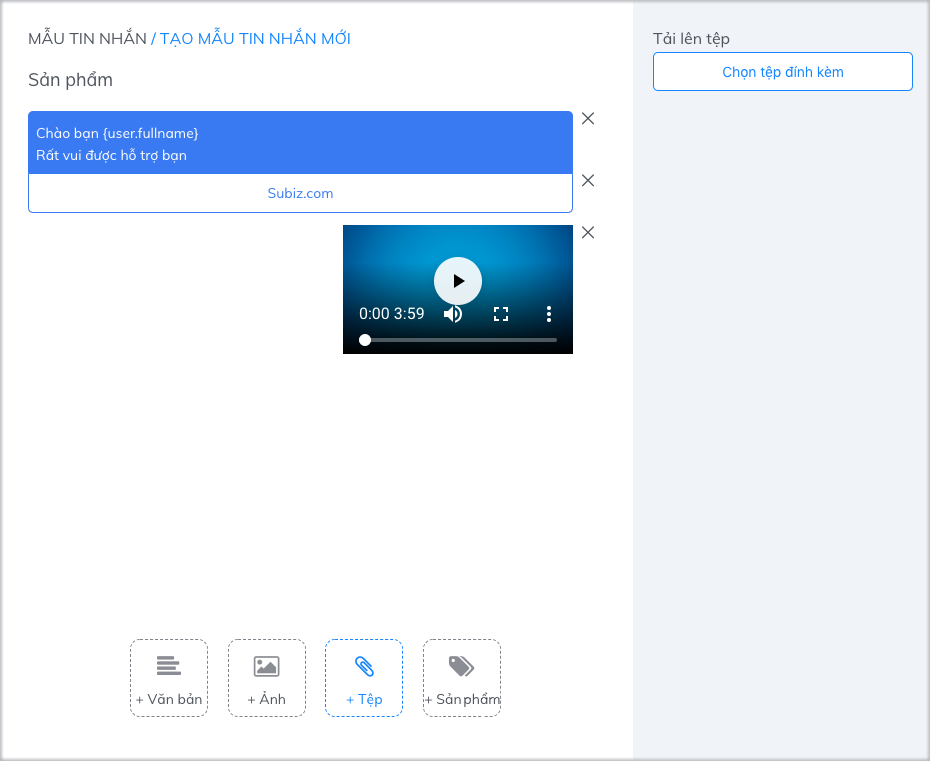 MẪU TIN NHẮN / TẠO MẪU TIN NHẮN MỚI
Sản phẩm
Chào bạn {user.fullname}
Rất vui được hỗ trợ bạn
Subiz.com
0:00 3:59
+ Văn bản
+ Ảnh
+ Tệp
+ Sản phẩm
Tải lên tệp
Chọn tệp đính kèm